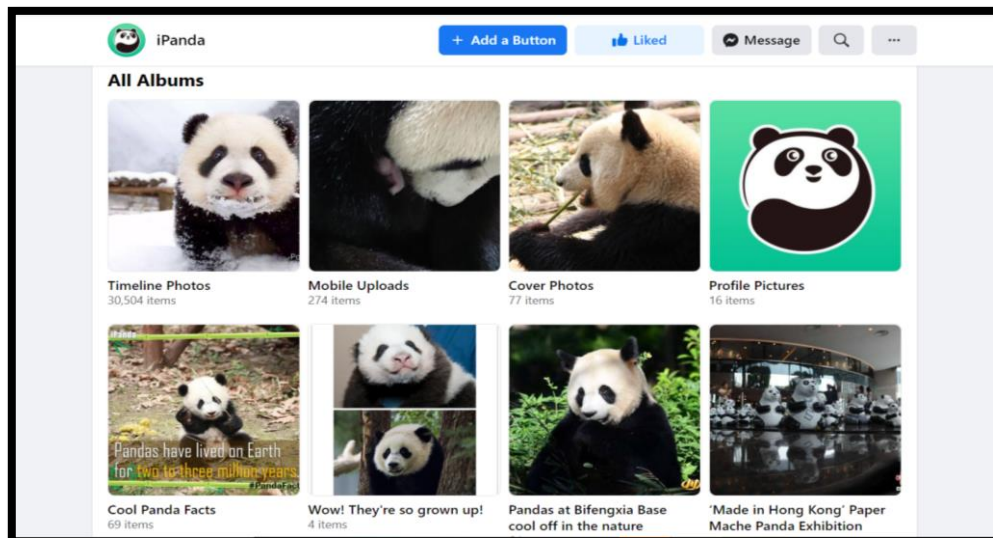 iPanda
+ Add a Button
Liked
Message
All Albums
Timeline Photos
30,504 items
Mobile Uploads
274 items
Cover Photos
77 items
Profile Pictures
16 items
iPanda
Pandas have lived on Earth
for two to three million years.
#PandaFact
Cool Panda Facts
69 items
Wow! They're so grown up!
4 items
Pandas at Bifengxia Base
cool off in the nature
'Made in Hong Kong' Paper
Mache Panda Exhibition